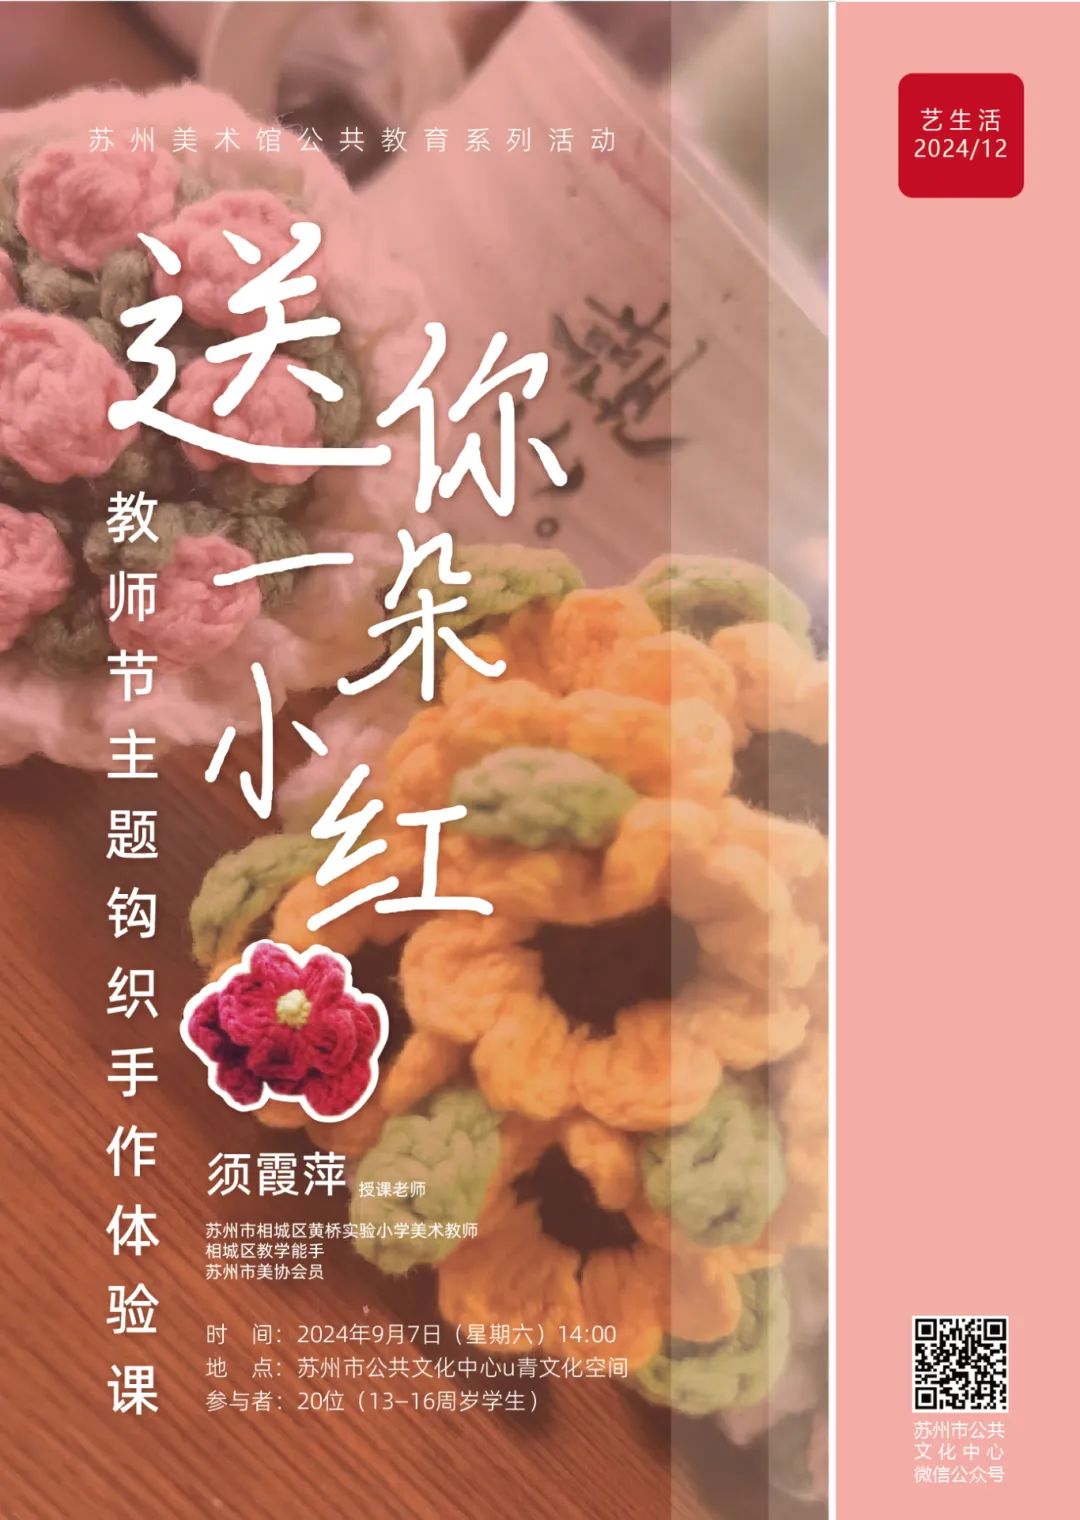 苏州美术馆公共教育系列活动
艺生活
2024/12
送你
一朵
小红
教师节主题钩织手作体验课
须霞萍 授课老师
苏州市相城区黄桥实验小学美术教师
相城区教学能手
苏州市美协会员
时 间：2024年9月7日（星期六）14:00
地 点：苏州市公共文化中心u青文化空间
参与者：20位（13-16周岁学生）
苏州市公共
文化中心
微信公众号